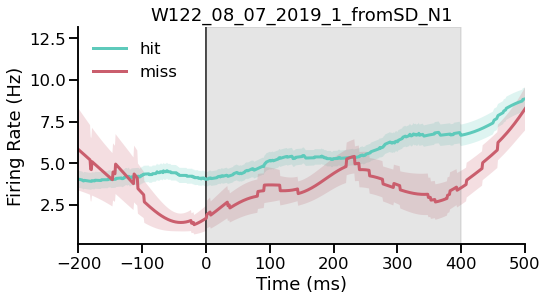 W122_08_07_2019_1_fromSD_N1
hit
miss
Firing Rate (Hz)
12.5
10.0
7.5
5.0
2.5
−200 −100 0 100 200 300 400 500
Time (ms)